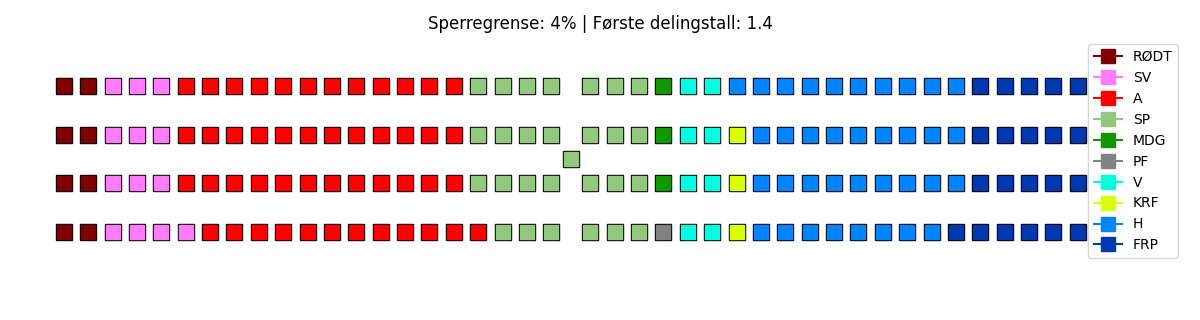 Sperregrense: 4% | Første delingstall: 1.4
RØDT
SV
A
SP
MDG
PF
V
KRF
H
FRP